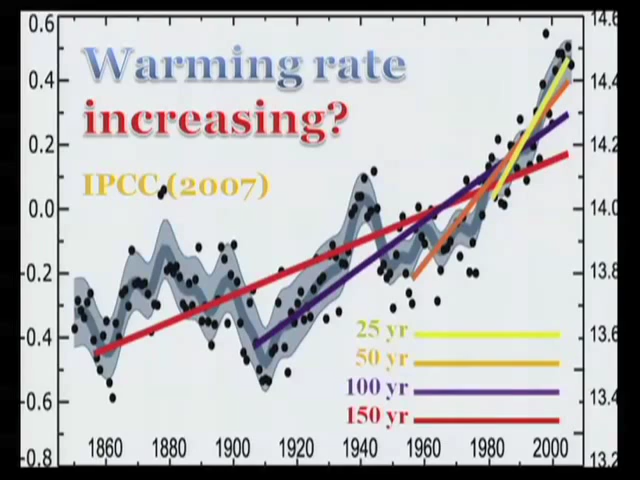 Warming rate
increasing?
IPCC (2007)
0.6
0.4
0.2
0.0
-0.2
-0.4
-0.6
-0.8
14.6
14.4
14.2
14.0
13.8
13.6
13.4
13.2
25 yr
50 yr
100 yr
150 yr
1860 1880 1900 1920 1940 1960 1980 2000